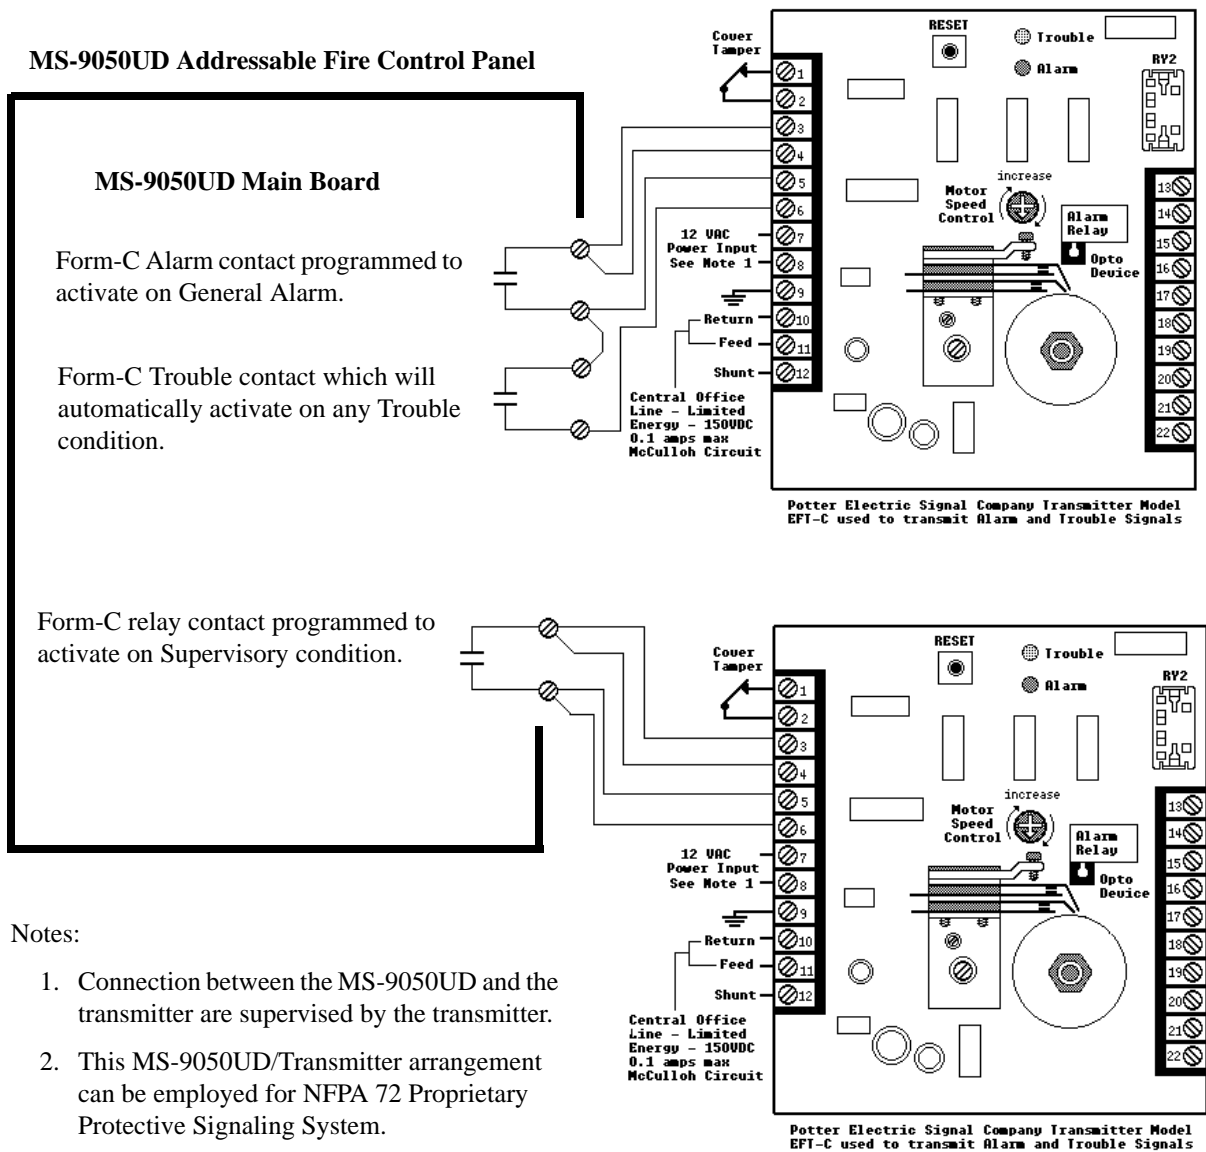 MS-9050UD Addressable Fire Control Panel
MS-9050UD Main Board
Form-C Alarm contact programmed to
activate on General Alarm.
Form-C Trouble contact which will
automatically activate on any Trouble
condition.
Cover
Tamper
1
2
3
4
5
6
7
8
9
10
11
12
12 VAC
Power Input
See Note 1
Return
Feed
Shunt
Central Office
Line - Limited
Energy - 150VDC
0.1 amps max
McCulloh Circuit
RESET
Trouble
Alarm
RY2
increase
Motor
Speed
Control
Alarm
Relay
Opto
Device
13
14
15
16
17
18
19
20
21
22
Potter Electric Signal Company Transmitter Model
EFT-C used to transmit Alarm and Trouble Signals
Form-C relay contact programmed to
activate on Supervisory condition.
Cover
Tamper
1
2
3
4
5
6
7
8
9
10
11
12
12 VAC
Power Input
See Note 1
Return
Feed
Shunt
Central Office
Line - Limited
Energy - 150VDC
0.1 amps max
McCulloh Circuit
RESET
Trouble
Alarm
RY2
increase
Motor
Speed
Control
Alarm
Relay
Opto
Device
13
14
15
16
17
18
19
20
21
22
Potter Electric Signal Company Transmitter Model
EFT-C used to transmit Alarm and Trouble Signals
Notes:
1. Connection between the MS-9050UD and the
transmitter are supervised by the transmitter.
2. This MS-9050UD/Transmitter arrangement
can be employed for NFPA 72 Proprietary
Protective Signaling System.